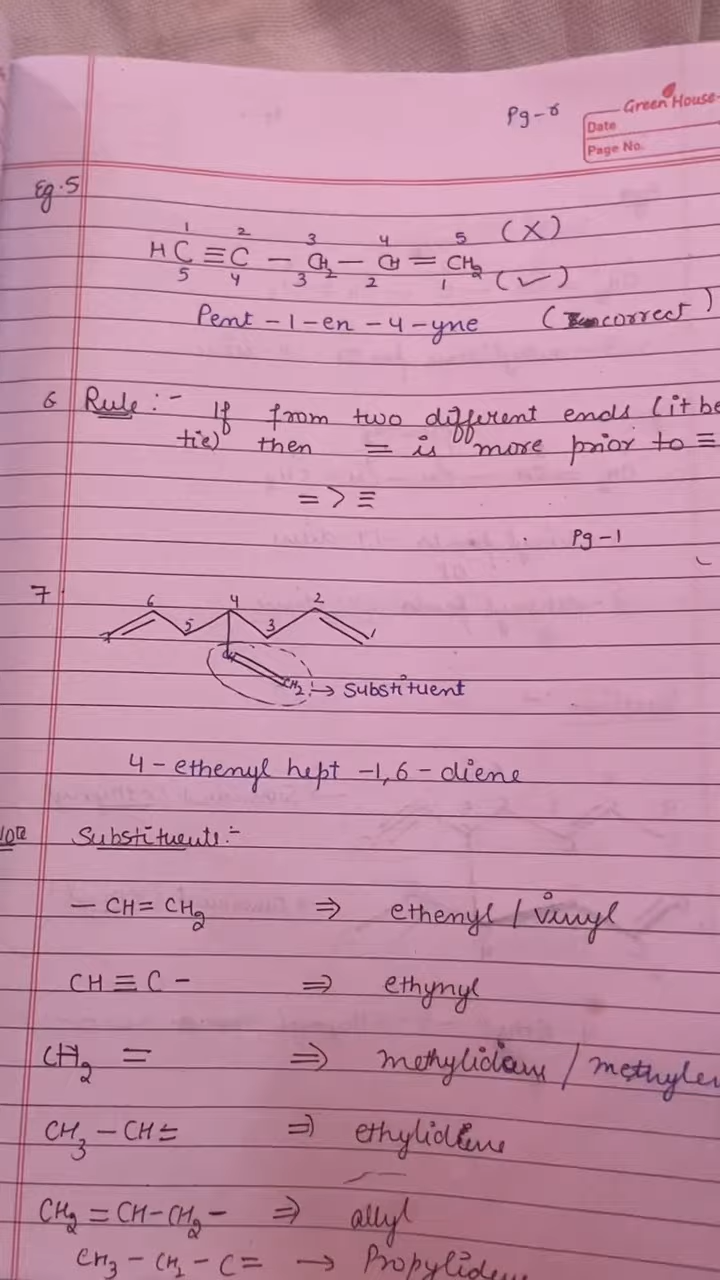 Pg-6
Green House
Date
Page No.
Eg.5
1 2 3 4 5 (X)
HC ≡ C - CH2 - CH = CH2
5 4 3 2 1 (✓)
Pent-1-en-4-yne (correct)
6 Rule:- If from two different ends (it be
tie) then = is more prior to ≡
= > ≡
Pg-1
7
6 4 2
7 5 3 1
CH2 → Substituent
4-ethenyl hept-1,6-diene
Note Substituents:-
- CH = CH2 ⇒ ethenyl / vinyl
CH ≡ C - ⇒ ethynyl
CH2 = ⇒ / methylen
CH3 - CH = ⇒ ethylidene
CH2 = CH-CH2- ⇒ allyl
CH3 - CH2 - C= → Propyliden